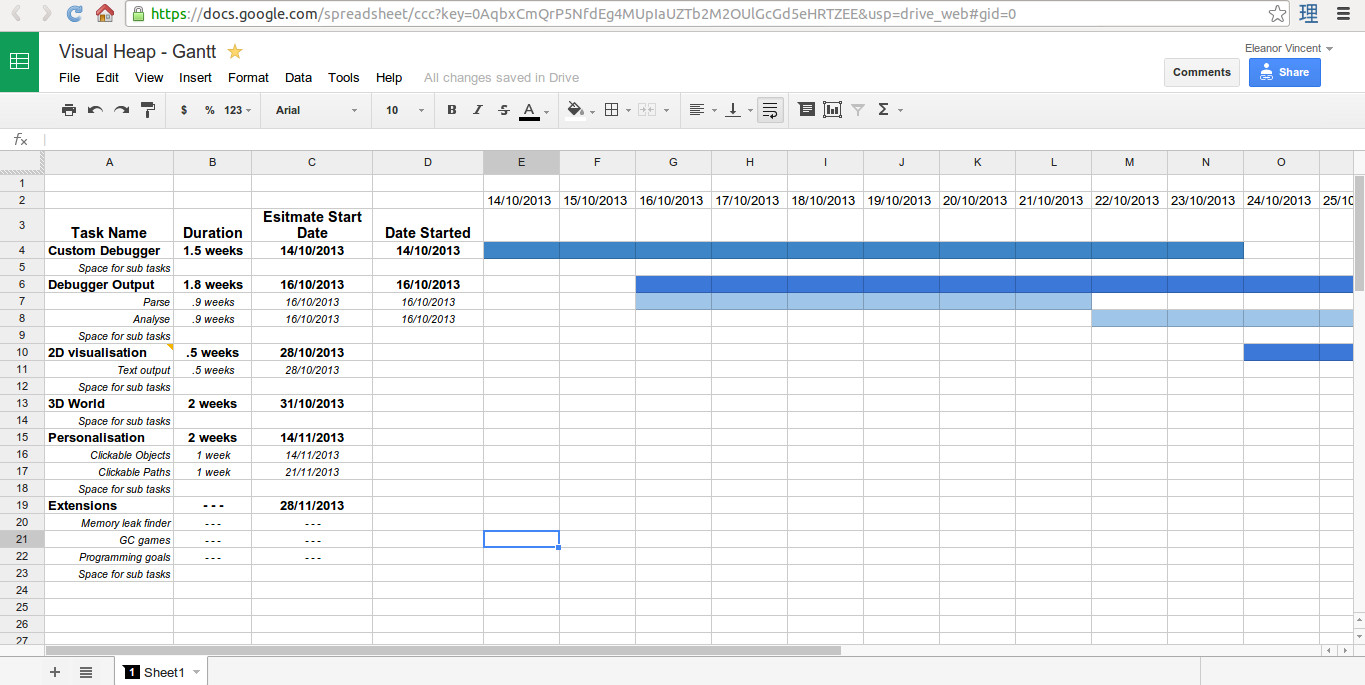 https://docs.google.com/spreadsheet/ccc?key=0AqbxCmQrP5NfdEg4MUpIaUZTb2M2OUlGcGd5eHRTZEE&usp=drive_web#gid=0 理
Visual Heap - Gantt
Eleanor Vincent
File Edit View Insert Format Data Tools Help All changes saved in Drive
Comments Share
$ % 123 Arial 10 B I S A Σ
fx
A B C D E F G H I J K L M N O
1
2 14/10/2013 15/10/2013 16/10/2013 17/10/2013 18/10/2013 19/10/2013 20/10/2013 21/10/2013 22/10/2013 23/10/2013 24/10/2013 25/10
3 Task Name Duration Esitmate Start Date Date Started
4 Custom Debugger 1.5 weeks 14/10/2013 14/10/2013
5 Space for sub tasks
6 Debugger Output 1.8 weeks 16/10/2013 16/10/2013
7 Parse .9 weeks 16/10/2013 16/10/2013
8 Analyse .9 weeks 16/10/2013 16/10/2013
9 Space for sub tasks
10 2D visualisation .5 weeks 28/10/2013
11 Text output .5 weeks 28/10/2013
12 Space for sub tasks
13 3D World 2 weeks 31/10/2013
14 Space for sub tasks
15 Personalisation 2 weeks 14/11/2013
16 Clickable Objects 1 week 14/11/2013
17 Clickable Paths 1 week 21/11/2013
18 Space for sub tasks
19 Extensions - - - 28/11/2013
20 Memory leak finder - - - - - -
21 GC games - - - - - -
22 Programming goals - - - - - -
23 Space for sub tasks
24
25
26
27
1 Sheet1